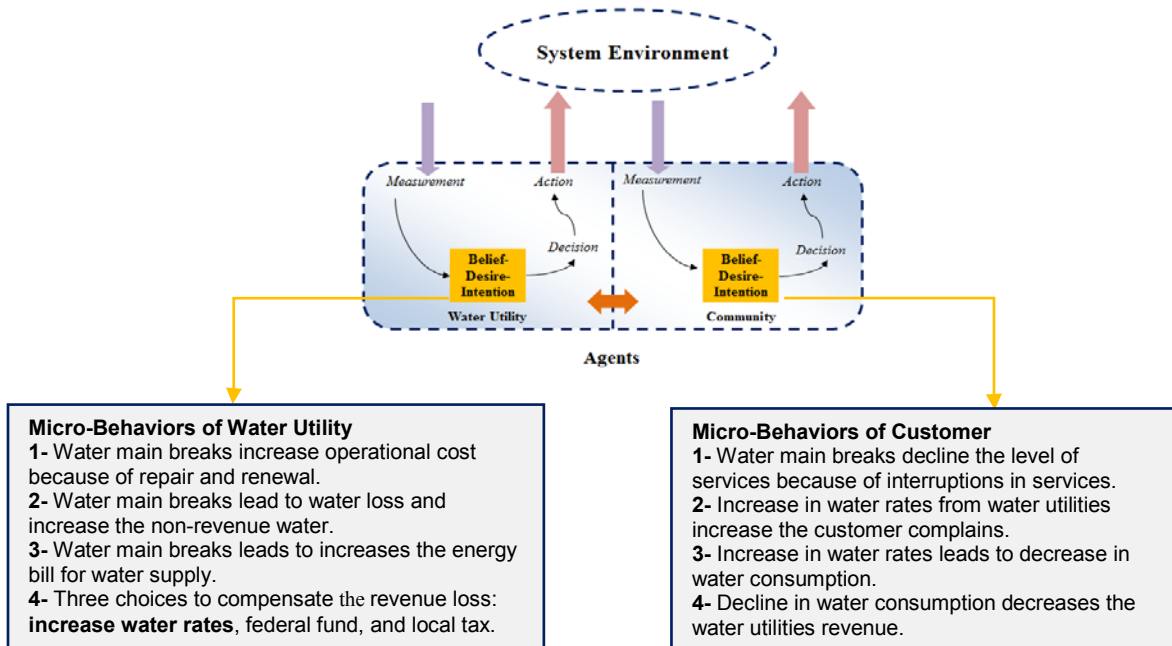 System Environment
Measurement
Action
Measurement
Action
Decision
Decision
Belief-
Desire-
Intention
Belief-
Desire-
Intention
Water Utility
Community
Agents
Micro-Behaviors of Water Utility
1- Water main breaks increase operational cost
because of repair and renewal.
2- Water main breaks lead to water loss and
increase the non-revenue water.
3- Water main breaks leads to increases the energy
bill for water supply.
4- Three choices to compensate the revenue loss:
increase water rates, federal fund, and local tax.
Micro-Behaviors of Customer
1- Water main breaks decline the level of
services because of interruptions in services.
2- Increase in water rates from water utilities
increase the customer complains.
3- Increase in water rates leads to decrease in
water consumption.
4- Decline in water consumption decreases the
water utilities revenue.